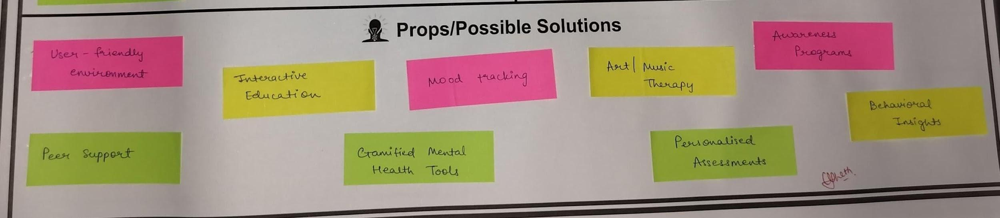 Props/Possible Solutions
User-friendly
environment
Interactive
Education
Mood tracking
Art/ Music
Therapy
Awareness
Programs
Behavioral
Insights
Peer Support
Gamified Mental
Health Tools
Personalised
Assessments